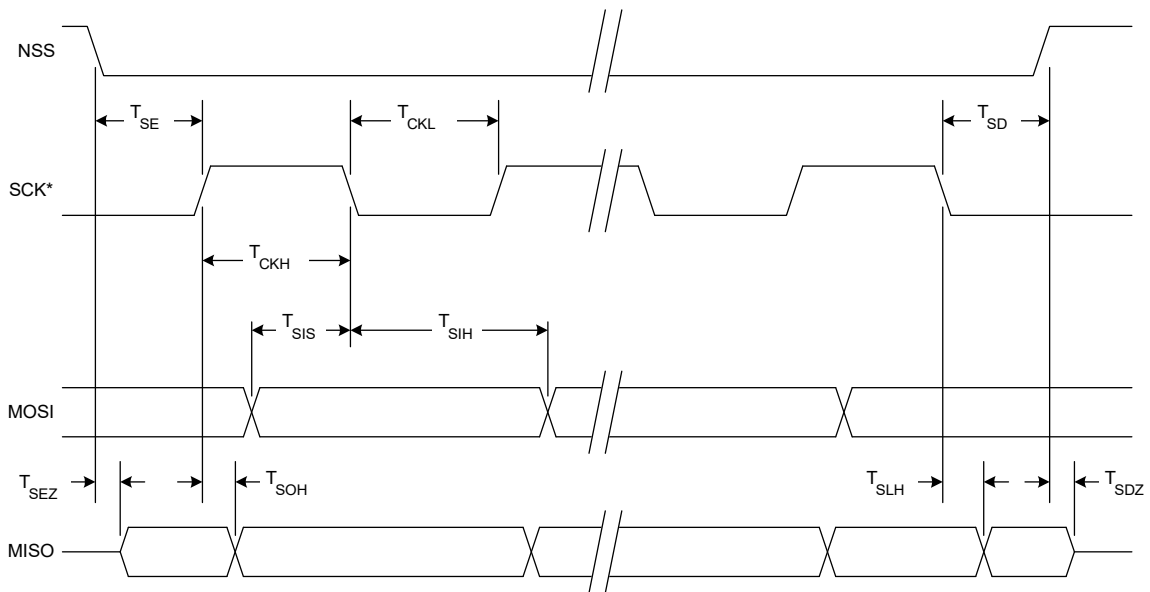 NSS
T_SE
T_CKL
T_SD
SCK*
T_CKH
T_SIS
T_SIH
MOSI
T_SEZ
T_SOH
T_SLH
T_SDZ
MISO